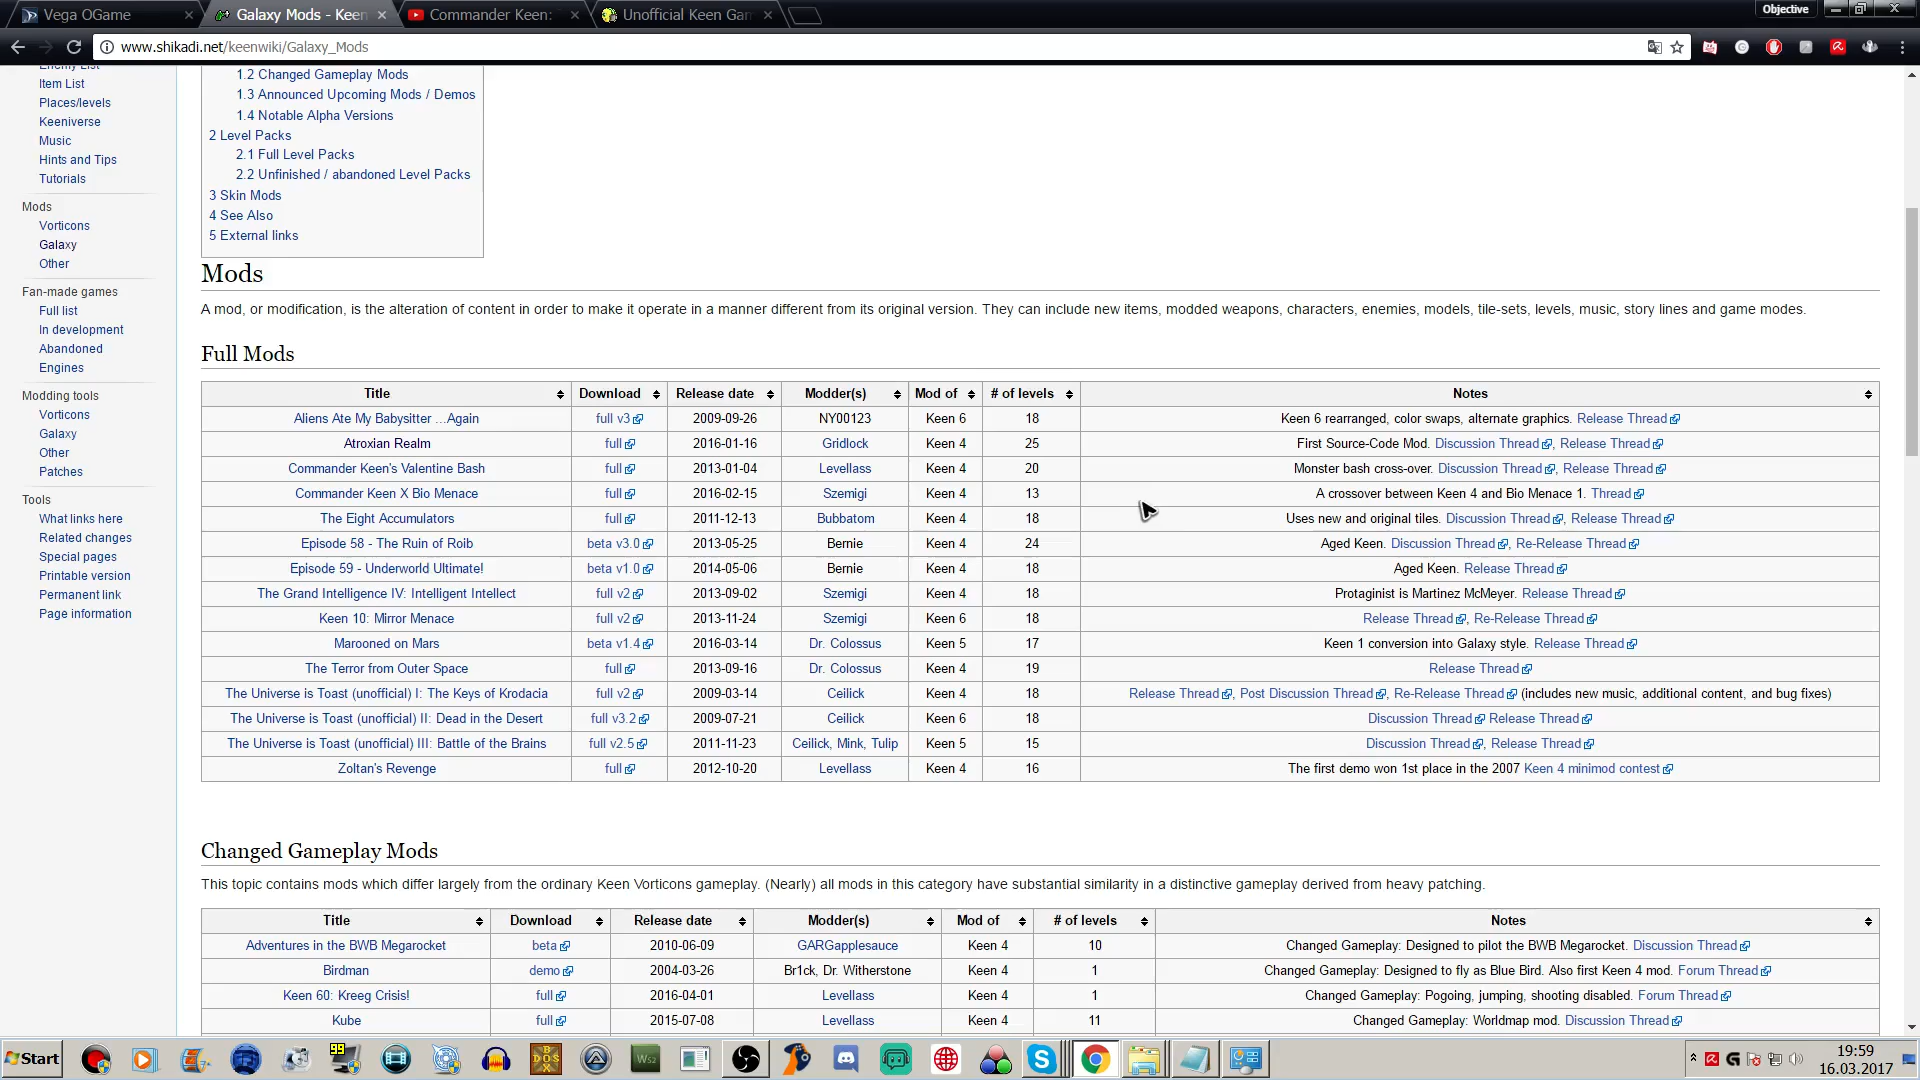 Vega OGame
Galaxy Mods - Keen
Commander Keen:
Unofficial Keen Gam
Objective
www.shikadi.net/keenwiki/Galaxy_Mods
Enemy List
Item List
Places/levels
Keeniverse
Music
Hints and Tips
Tutorials
Mods
Vorticons
Galaxy
Other
Fan-made games
Full list
In development
Abandoned
Engines
Modding tools
Vorticons
Galaxy
Other
Patches
Tools
What links here
Related changes
Special pages
Printable version
Permanent link
Page information
1.2 Changed Gameplay Mods
1.3 Announced Upcoming Mods / Demos
1.4 Notable Alpha Versions
2 Level Packs
2.1 Full Level Packs
2.2 Unfinished / abandoned Level Packs
3 Skin Mods
4 See Also
5 External links
Mods
A mod, or modification, is the alteration of content in order to make it operate in a manner different from its original version. They can include new items, modded weapons, characters, enemies, models, tile-sets, levels, music, story lines and game modes.
Full Mods
Title Download Release date Modder(s) Mod of # of levels Notes
Aliens Ate My Babysitter ...Again full v3 2009-09-26 NY00123 Keen 6 18 Keen 6 rearranged, color swaps, alternate graphics. Release Thread
Atroxian Realm full 2016-01-16 Gridlock Keen 4 25 First Source-Code Mod. Discussion Thread, Release Thread
Commander Keen's Valentine Bash full 2013-01-04 Levellass Keen 4 20 Monster bash cross-over. Discussion Thread, Release Thread
Commander Keen X Bio Menace full 2016-02-15 Szemigi Keen 4 13 A crossover between Keen 4 and Bio Menace 1. Thread
The Eight Accumulators full 2011-12-13 Bubbatom Keen 4 18 Uses new and original tiles. Discussion Thread, Release Thread
Episode 58 - The Ruin of Roib beta v3.0 2013-05-25 Bernie Keen 4 24 Aged Keen. Discussion Thread, Re-Release Thread
Episode 59 - Underworld Ultimate! beta v1.0 2014-05-06 Bernie Keen 4 18 Aged Keen. Release Thread
The Grand Intelligence IV: Intelligent Intellect full v2 2013-09-02 Szemigi Keen 4 18 Protaginist is Martinez McMeyer. Release Thread
Keen 10: Mirror Menace full v2 2013-11-24 Szemigi Keen 6 18 Release Thread, Re-Release Thread
Marooned on Mars beta v1.4 2016-03-14 Dr. Colossus Keen 5 17 Keen 1 conversion into Galaxy style. Release Thread
The Terror from Outer Space full 2013-09-16 Dr. Colossus Keen 4 19 Release Thread
The Universe is Toast (unofficial) I: The Keys of Krodacia full v2 2009-03-14 Ceilick Keen 4 18 Release Thread, Post Discussion Thread, Re-Release Thread (includes new music, additional content, and bug fixes)
The Universe is Toast (unofficial) II: Dead in the Desert full v3.2 2009-07-21 Ceilick Keen 6 18 Discussion Thread Release Thread
The Universe is Toast (unofficial) III: Battle of the Brains full v2.5 2011-11-23 Ceilick, Mink, Tulip Keen 5 15 Discussion Thread, Release Thread
Zoltan's Revenge full 2012-10-20 Levellass Keen 4 16 The first demo won 1st place in the 2007 Keen 4 minimod contest
Changed Gameplay Mods
This topic contains mods which differ largely from the ordinary Keen Vorticons gameplay. (Nearly) all mods in this category have substantial similarity in a distinctive gameplay derived from heavy patching.
Title Download Release date Modder(s) Mod of # of levels Notes
Adventures in the BWB Megarocket beta 2010-06-09 GARGapplesauce Keen 4 10 Changed Gameplay: Designed to pilot the BWB Megarocket. Discussion Thread
Birdman demo 2004-03-26 Br1ck, Dr. Witherstone Keen 4 1 Changed Gameplay: Designed to fly as Blue Bird. Also first Keen 4 mod. Forum Thread
Keen 60: Kreeg Crisis! full 2016-04-01 Levellass Keen 4 1 Changed Gameplay: Pogoing, jumping, shooting disabled. Forum Thread
Kube full 2015-07-08 Levellass Keen 4 11 Changed Gameplay: Worldmap mod. Discussion Thread
Start
99
DOS
19:59
16.03.2017